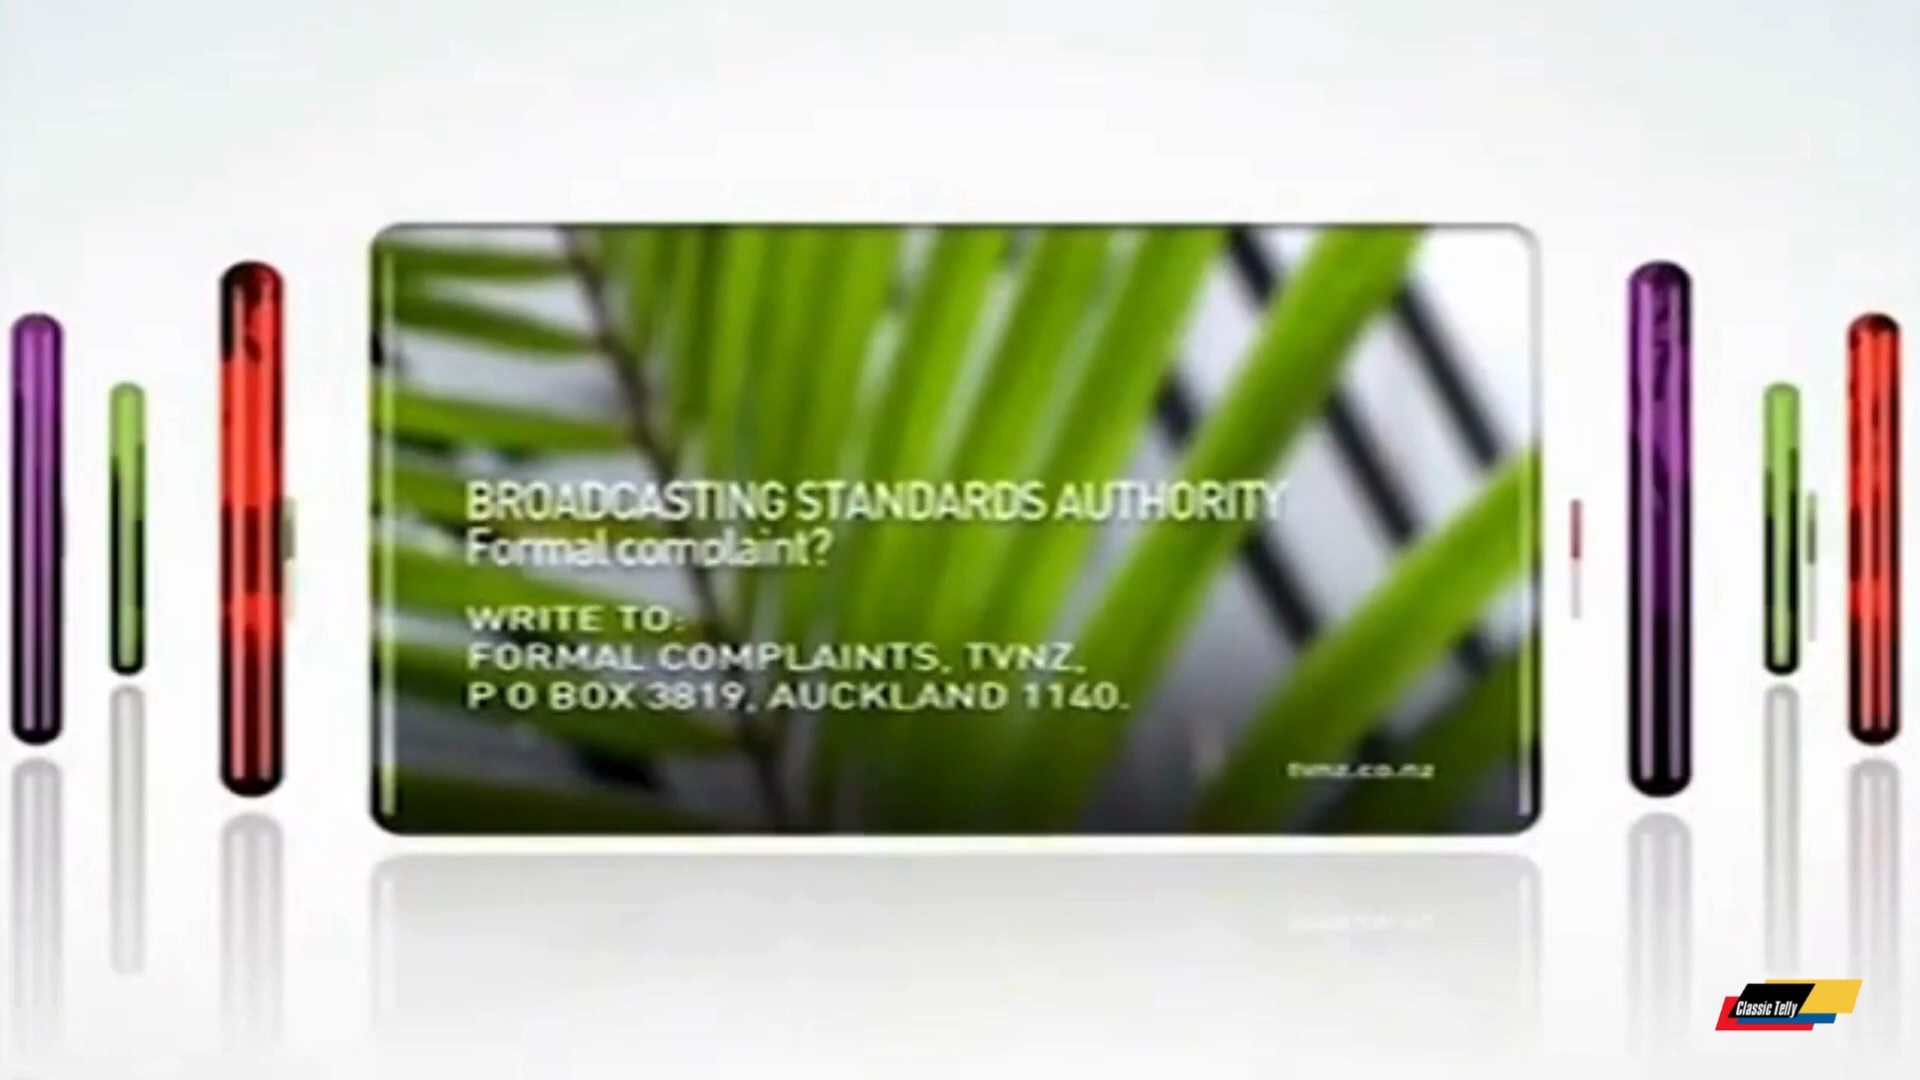 BROADCASTING STANDARDS AUTHORITY
Formal complaint?
WRITE TO:
FORMAL COMPLAINTS, TVNZ,
P O BOX 3819, AUCKLAND 1140.
tvnz.co.nz
Classic Telly